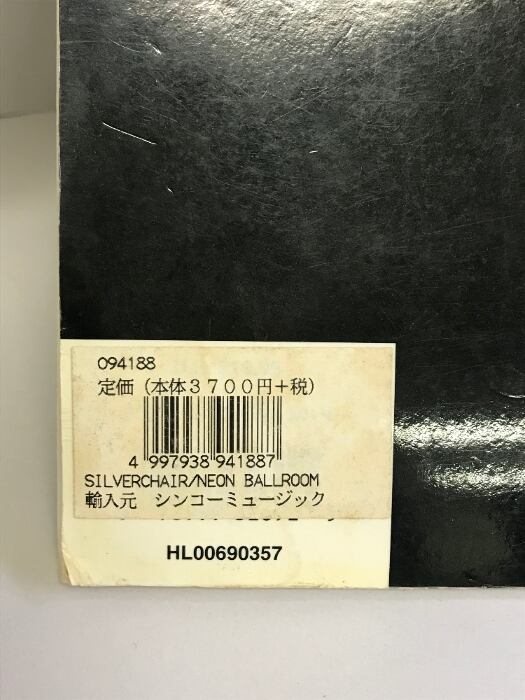 094188
定価（本体3700円+税）
4 997938 941887
SILVERCHAIR/NEON BALLROOM
輸入元 シンコーミュージック
HL00690357